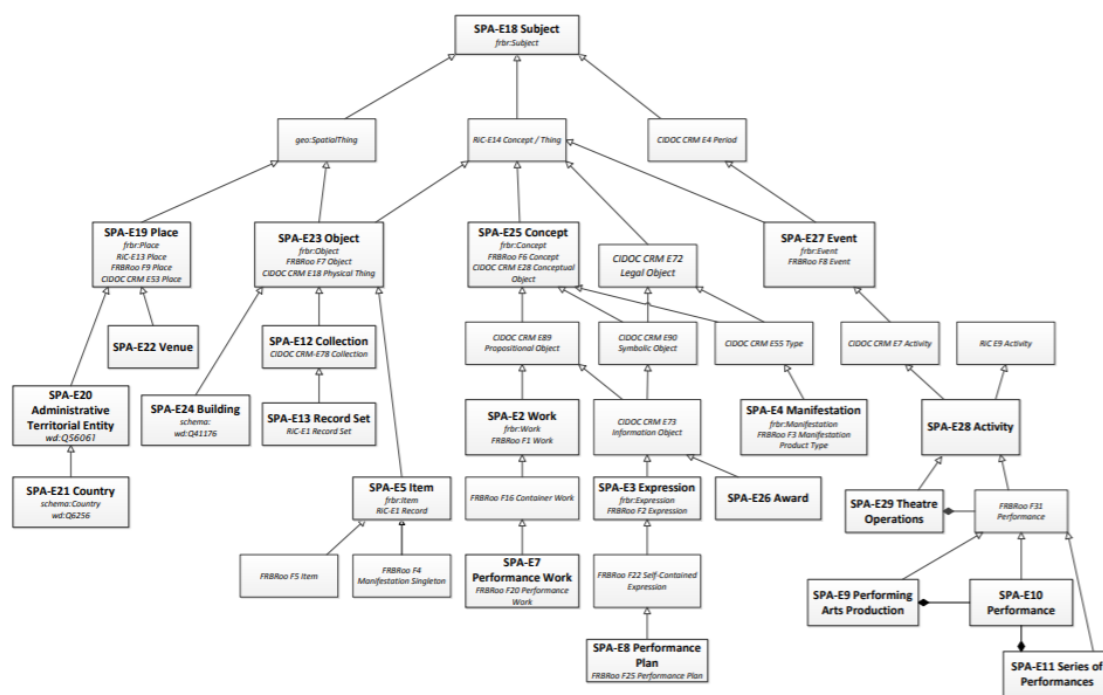 SPA-E18 Subject
frbr:Subject
geo:SpatialThing
RiC-E14 Concept / Thing
CIDOC CRM E4 Period
SPA-E19 Place
frbr:Place
RiC-E13 Place
FRBRoo F9 Place
CIDOC CRM E53 Place
SPA-E23 Object
frbr:Object
FRBRoo F7 Object
CIDOC CRM E18 Physical Thing
SPA-E25 Concept
frbr:Concept
FRBRoo F6 Concept
CIDOC CRM E28 Conceptual
Object
CIDOC CRM E72
Legal Object
SPA-E27 Event
frbr:Event
FRBRoo F8 Event
SPA-E22 Venue
SPA-E12 Collection
CIDOC CRM-E78 Collection
CIDOC CRM E89
Propositional Object
CIDOC CRM E90
Symbolic Object
CIDOC CRM E55 Type
CIDOC CRM E7 Activity
RiC E9 Activity
SPA-E20
Administrative
Territorial Entity
wd:Q56061
SPA-E24 Building
schema:
wd:Q41176
SPA-E13 Record Set
RiC-E1 Record Set
SPA-E2 Work
frbr:Work
FRBRoo F1 Work
CIDOC CRM E73
Information Object
SPA-E4 Manifestation
frbr:Manifestation
FRBRoo F3 Manifestation
Product Type
SPA-E28 Activity
SPA-E21 Country
schema:Country
wd:Q6256
SPA-E5 Item
frbr:Item
RiC-E1 Record
FRBRoo F16 Container Work
SPA-E3 Expression
frbr:Expression
FRBRoo F2 Expression
SPA-E26 Award
SPA-E29 Theatre
Operations
FRBRoo F31
Performance
FRBRoo F5 Item
FRBRoo F4
Manifestation Singleton
SPA-E7
Performance Work
FRBRoo F20 Performance
Work
FRBRoo F22 Self-Contained
Expression
SPA-E9 Performing
Arts Production
SPA-E10
Performance
SPA-E8 Performance
Plan
FRBRoo F25 Performance Plan
SPA-E11 Series of
Performances